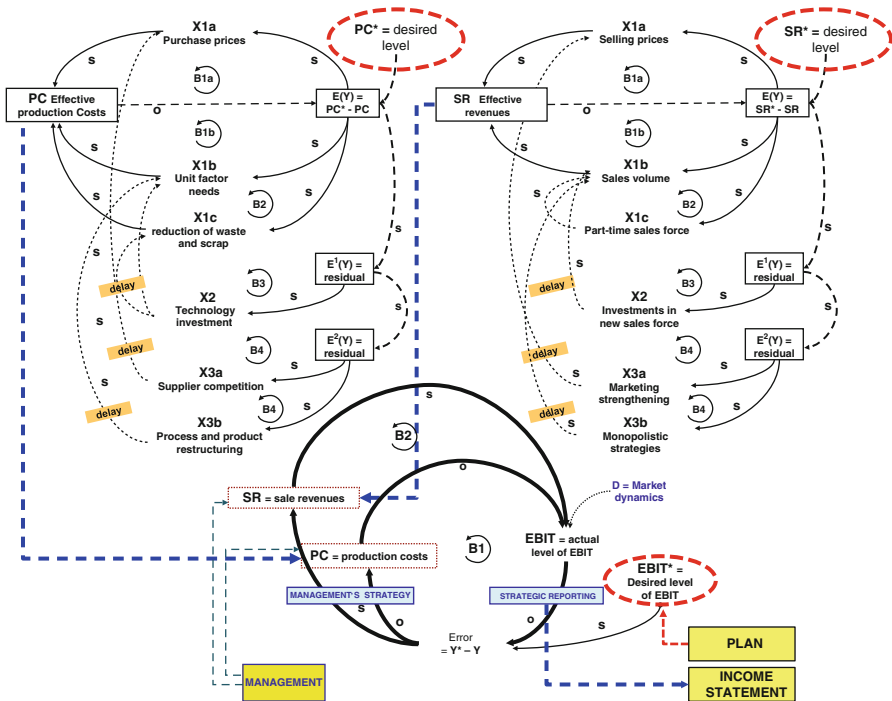 X1a
Purchase prices
PC* = desired
level
s
s
B1a
PC Effective
production Costs
o
E(Y) =
PC* - PC
B1b
s
s
X1b
Unit factor
needs
s
s
B2
X1c
reduction of waste
and scrap
s
s
s
E1(Y) =
residual
B3
delay
X2
Technology
investment
s
s
s
E2(Y) =
residual
B4
delay
X3a
Supplier competition
s
s
B4
delay
X3b
Process and product
restructuring
s
X1a
Selling prices
SR* = desired
level
s
s
B1a
SR Effective
revenues
o
E(Y) =
SR* - SR
B1b
s
s
X1b
Sales volume
s
B2
X1c
Part-time sales force
s
s
s
E1(Y) =
residual
B3
delay
X2
Investments in
new sales force
s
s
E2(Y) =
residual
B4
delay
X3a
Marketing
strengthening
s
s
B4
delay
X3b
Monopolistic
strategies
s
s
B2
o
SR = sale revenues
D = Market
dynamics
PC = production costs
B1
EBIT = actual
level of EBIT
EBIT* =
Desired level
of EBIT
MANAGEMENT'S STRATEGY
STRATEGIC REPORTING
s
o
o
s
Error
= Y* – Y
PLAN
MANAGEMENT
INCOME
STATEMENT